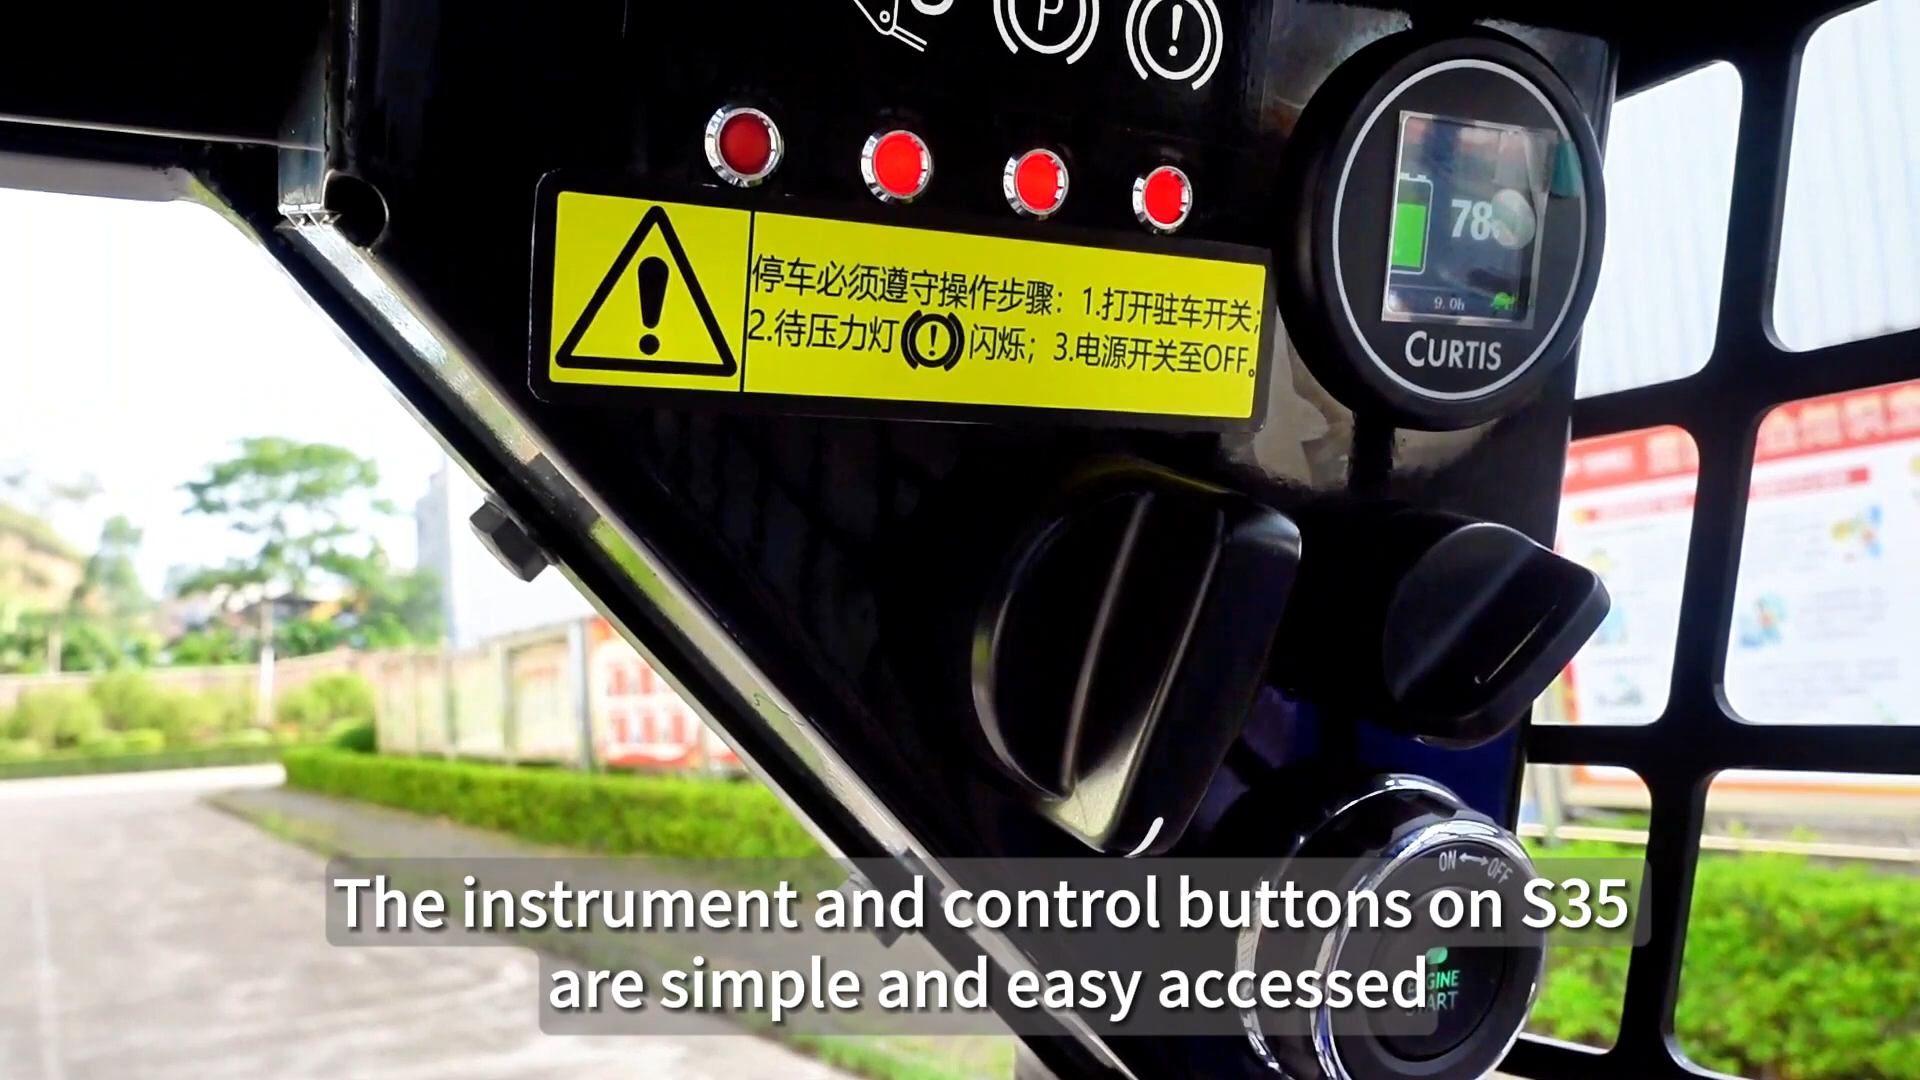 P
停车必须遵守操作步骤：1.打开驻车开关；
2.待压力灯(!)闪烁；3.电源开关至OFF。
78
9.0h
CURTIS
ON OFF
The instrument and control buttons on S35
are simple and easy accessed